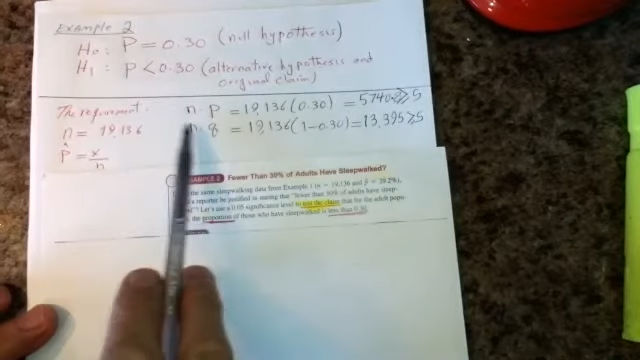 Example 2
H0: P = 0.30 (null hypothesis)
H1: P < 0.30 (alternative hypothesis and
original claim)
The requirement:
n = 19,136
p̂ = x/n
n · P = 19,136 (0.30) = 5740. ≥ 5
n · q = 19,136 (1-0.30) = 13,395 ≥ 5
AMPLE 2 Fewer Than 30% of Adults Have Sleepwalked?
the same sleepwalking data from Example 1 (n = 19,136 and p̂ = 29.2%),
a reporter be justified in stating that "fewer than 30% of adults have sleep-
Let's use a 0.05 significance level to test the claim that for the adult popu-
the proportion of those who have sleepwalked is less than 0.30.